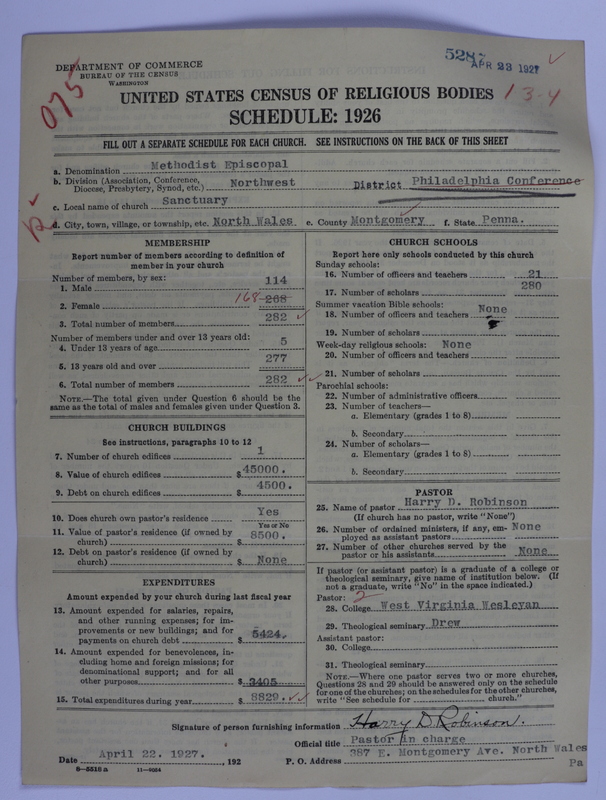 DEPARTMENT OF COMMERCE
BUREAU OF THE CENSUS
WASHINGTON
528-
APR 23 1927
075
UNITED STATES CENSUS OF RELIGIOUS BODIES
13-4
SCHEDULE: 1926
FILL OUT A SEPARATE SCHEDULE FOR EACH CHURCH. SEE INSTRUCTIONS ON THE BACK OF THIS SHEET
a. Denomination Methodist Episcopal
b. Division (Association, Conference, Diocese, Presbytery, Synod, etc.) Northwest District Philadelphia Conference
c. Local name of church Sanctuary
d. City, town, village, or township, etc. North Wales e. County Montgomery f. State Penna.
MEMBERSHIP
Report number of members according to definition of
member in your church
Number of members, by sex:
1. Male 114
2. Female 168 268
3. Total number of members 282
Number of members under and over 13 years old:
4. Under 13 years of age 5
5. 13 years old and over 277
6. Total number of members 282
NOTE.—The total given under Question 6 should be
same as the total of males and females given under Question 3.
CHURCH BUILDINGS
See instructions, paragraphs 10 to 12
7. Number of church edifices 1
8. Value of church edifices $45000.
9. Debt on church edifices $4500.
10. Does church own pastor's residence Yes
Yes or No
11. Value of pastor's residence (if owned by
church) $8500.
12. Debt on pastor's residence (if owned by
church) $None
EXPENDITURES
Amount expended by your church during last fiscal year
13. Amount expended for salaries, repairs,
and other running expenses; for im-
provements or new buildings; and for
payments on church debt $5424.
14. Amount expended for benevolences, in-
cluding home and foreign missions; for
denominational support; and for all
other purposes $3405
15. Total expenditures during year $8829.
CHURCH SCHOOLS
Report here only schools conducted by this church
Sunday schools:
16. Number of officers and teachers 21
17. Number of scholars 280
Summer vacation Bible schools:
18. Number of officers and teachers None
19. Number of scholars
Week-day religious schools: None
20. Number of officers and teachers
21. Number of scholars
Parochial schools:
22. Number of administrative officers
23. Number of teachers—
a. Elementary (grades 1 to 8)
b. Secondary
24. Number of scholars—
a. Elementary (grades 1 to 8)
b. Secondary
PASTOR
25. Name of pastor Harry D. Robinson
(If church has no pastor, write "None")
26. Number of ordained ministers, if any, em-
ployed as assistant pastors None
27. Number of other churches served by the
pastor or his assistants None
If pastor (or assistant pastor) is a graduate of a college or
theological seminary, give name of institution below. (If
not a graduate, write "No" in the space indicated.)
Pastor: 2
28. College West Virginia Wesleyan
29. Theological seminary Drew
Assistant pastor:
30. College
31. Theological seminary
NOTE.—Where one pastor serves two or more churches,
Questions 28 and 29 should be answered only on the schedule
for one of the churches; on the schedules for the other churches,
write "See schedule for church."
Signature of person furnishing information Harry D. Robinson.
Official title Pastor in charge
Date April 22. 1927. , 192 P. O. Address 387 E. Montgomery Ave. North Wales
Pa
8—5510 a 11—9064